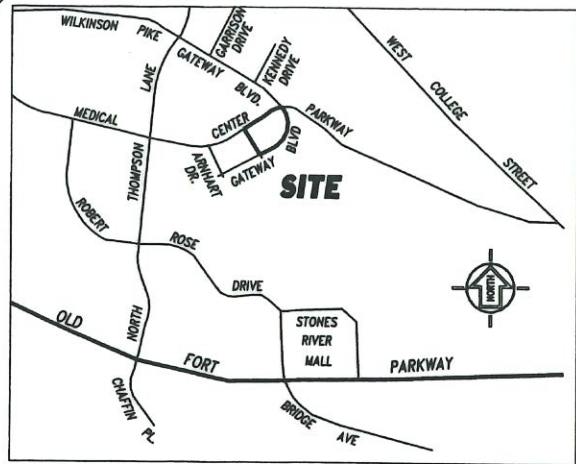 WILKINSON PIKE
GATEWAY BLVD.
GARRISON DRIVE
KENNEDY DRIVE
WEST COLLEGE STREET
MEDICAL CENTER PARKWAY
NORTH THOMPSON LANE
ARNHART DR.
GATEWAY BLVD
SITE
ROBERT ROSE DRIVE
NORTH
STONES
RIVER
MALL
OLD FORT PARKWAY
CHAFFIN PL.
BRIDGE AVE